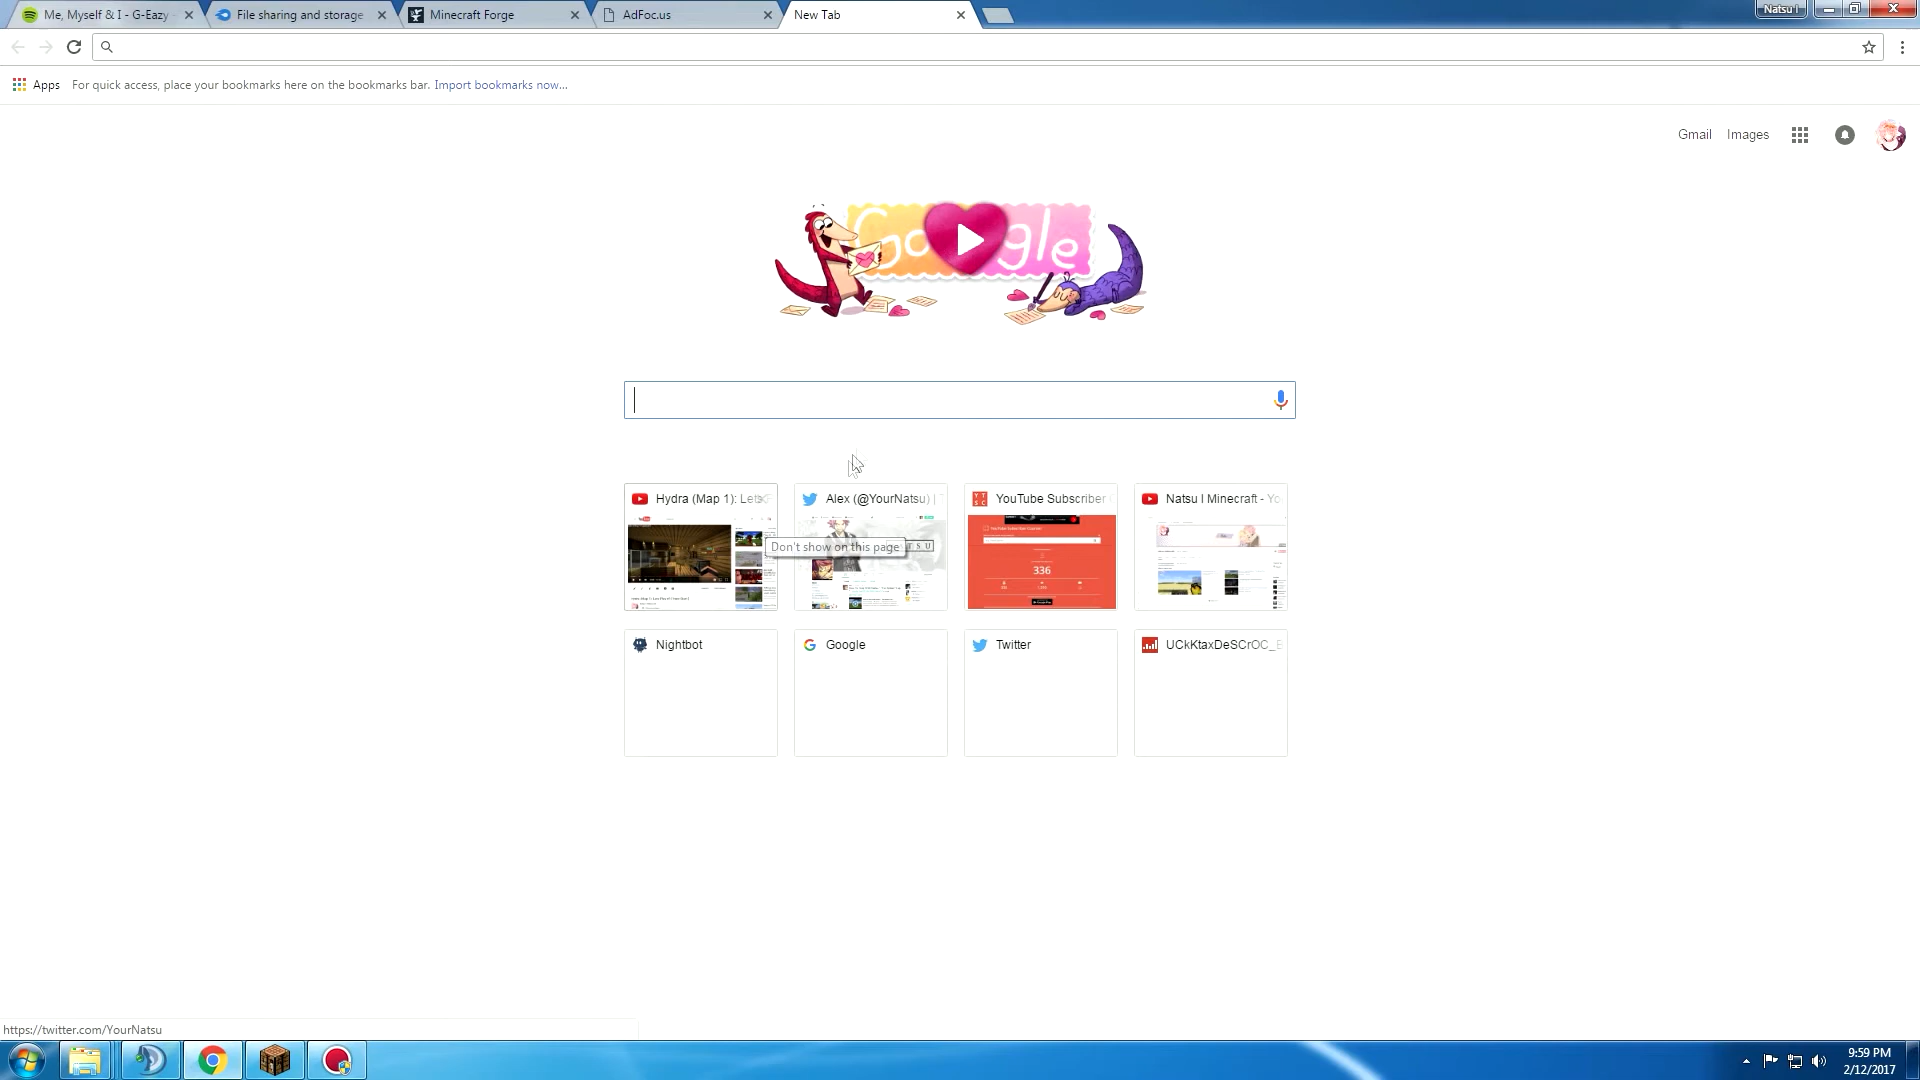 Me, Myself & I - G-Eazy -
File sharing and storage
Minecraft Forge
AdFoc.us
New Tab
Natsu I
Apps
For quick access, place your bookmarks here on the bookmarks bar. Import bookmarks now...
Gmail
Images
Google
Hydra (Map 1): Lets
Alex (@YourNatsu) |
YouTube Subscriber
Natsu I Minecraft - Yo
Don't show on this page
T S U
336
Nightbot
Google
Twitter
UCkKtaxDeSCrOC_E
https://twitter.com/YourNatsu
9:59 PM
2/12/2017